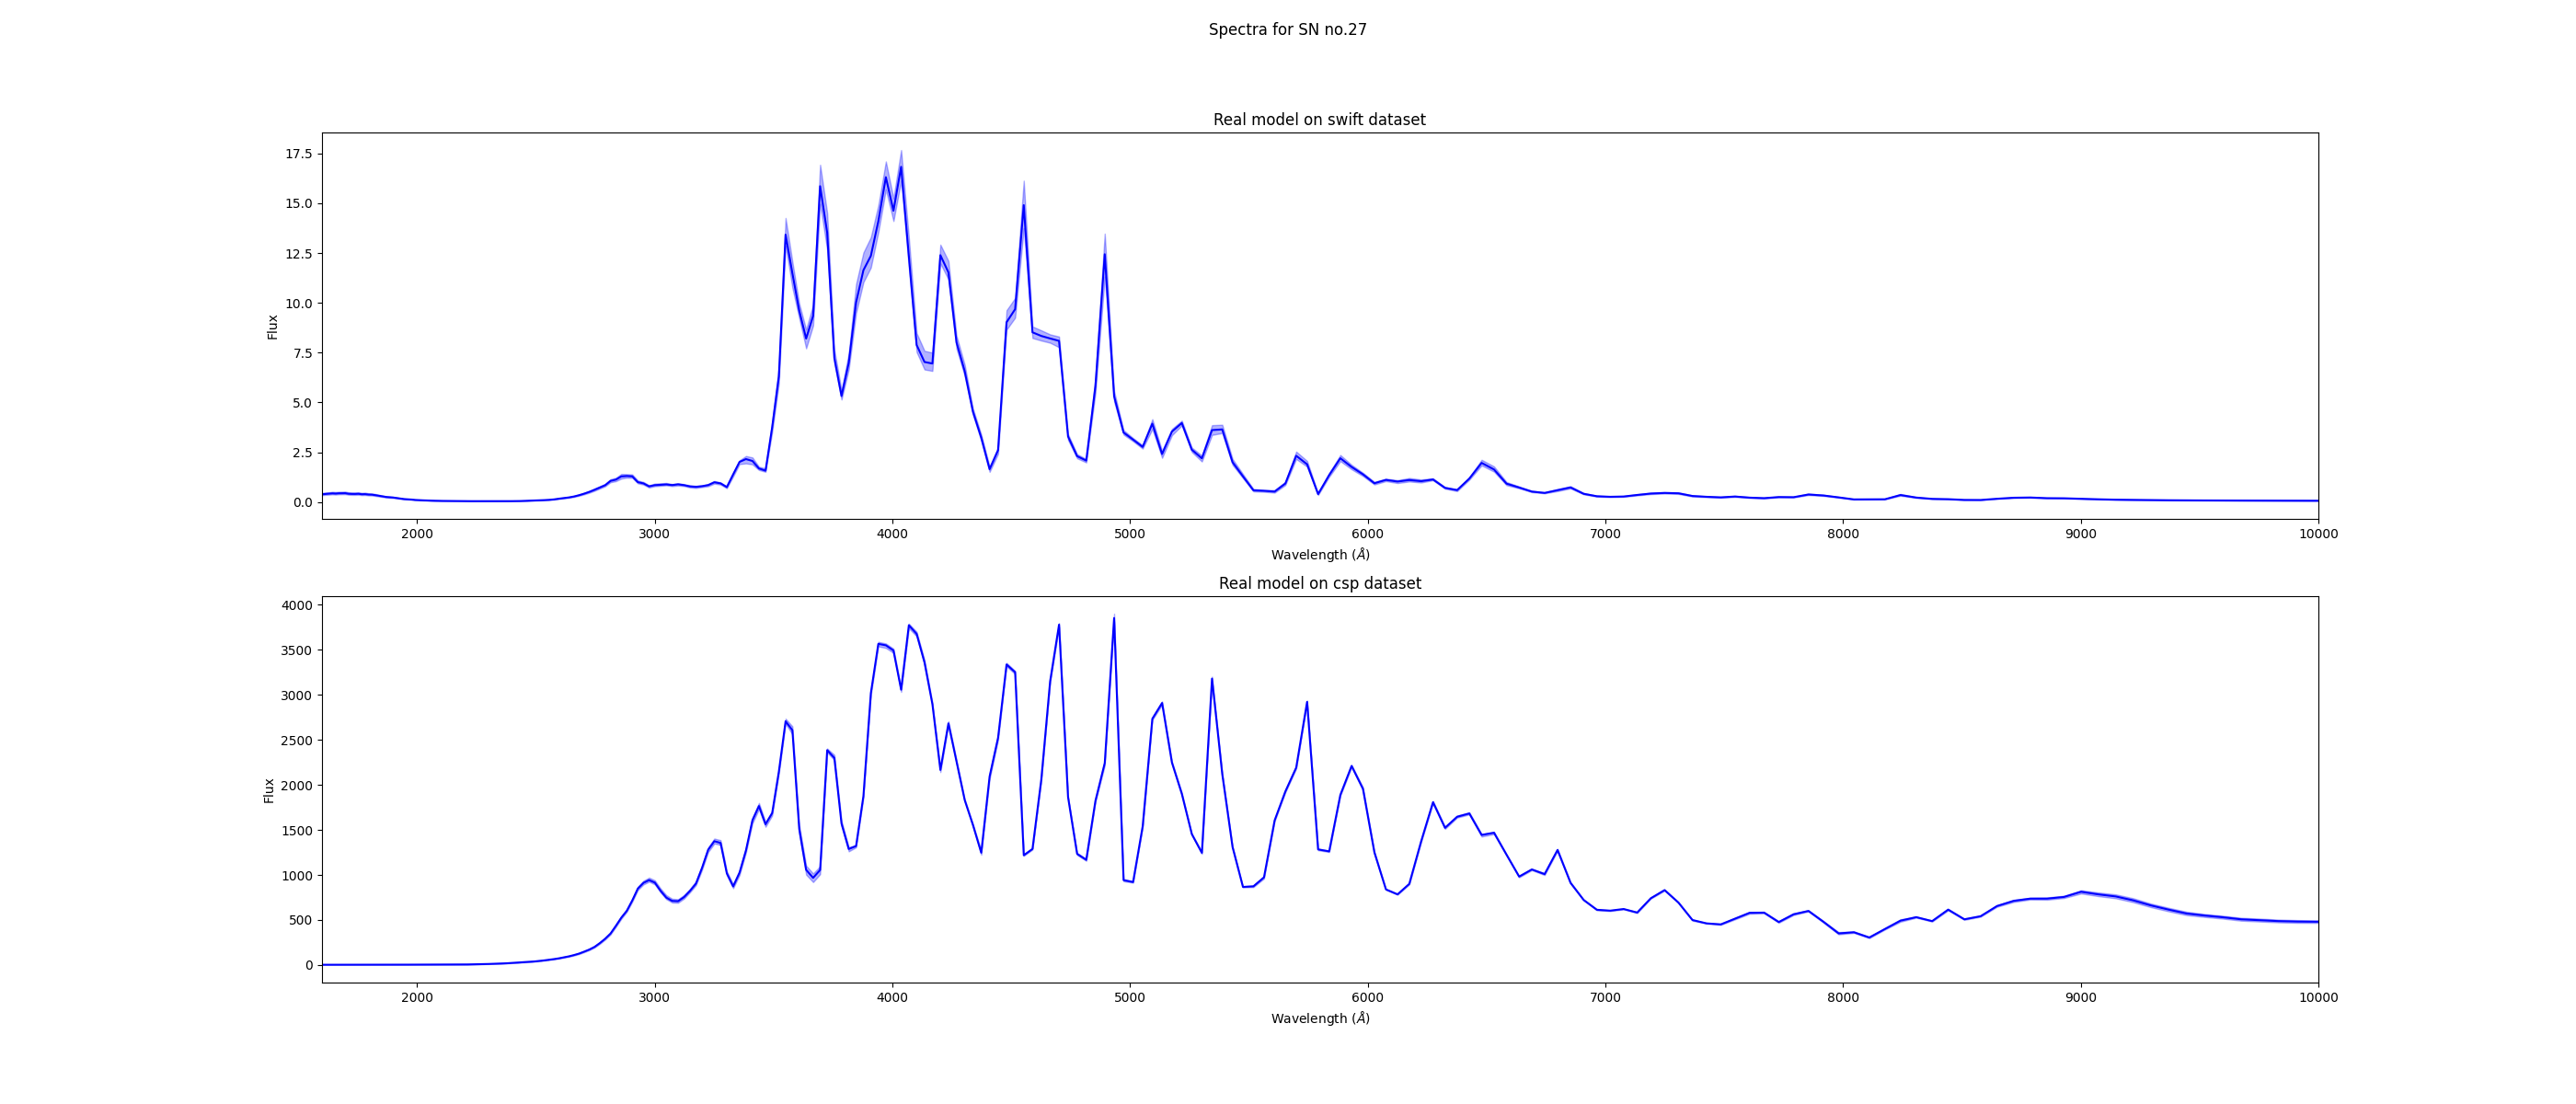 Spectra for SN no.27
Real model on swift dataset
17.5
15.0
12.5
10.0
7.5
5.0
2.5
0.0
Flux
2000 3000 4000 5000 6000 7000 8000 9000 10000
Wavelength (Å)
Real model on csp dataset
4000
3500
3000
2500
2000
1500
1000
500
0
Flux
2000 3000 4000 5000 6000 7000 8000 9000 10000
Wavelength (Å)